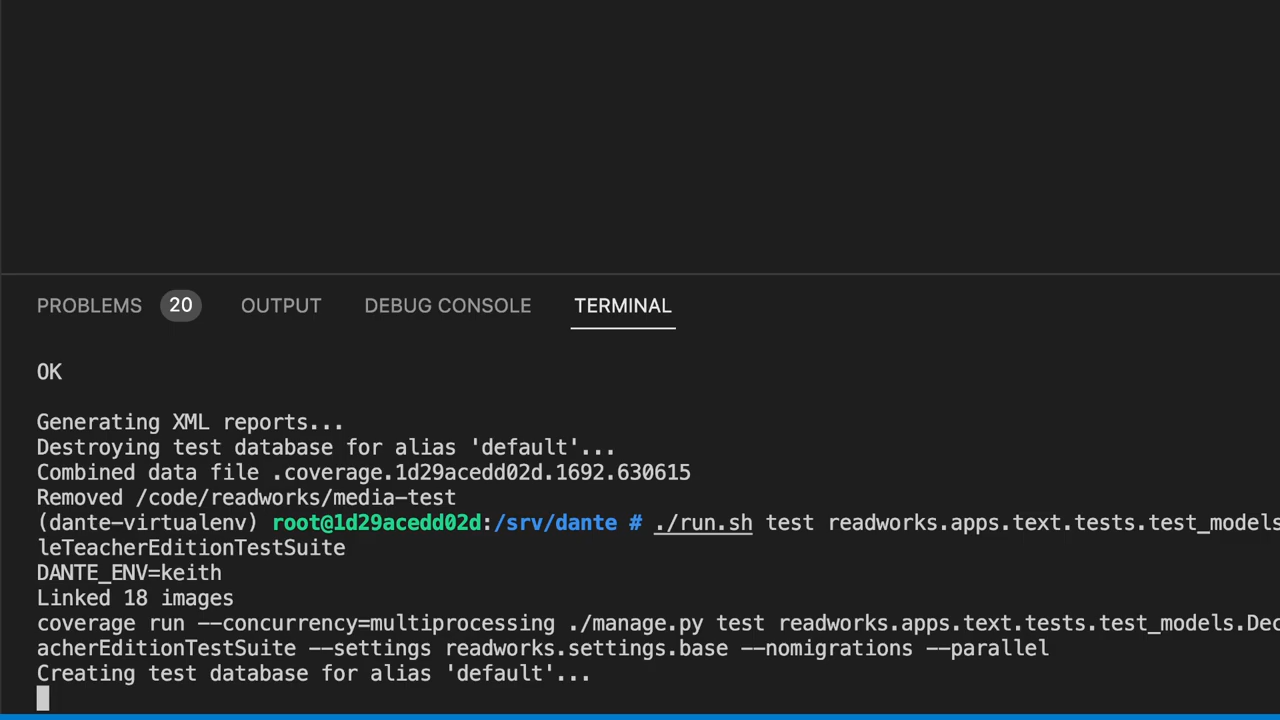 PROBLEMS 20 OUTPUT DEBUG CONSOLE TERMINAL
OK
Generating XML reports...
Destroying test database for alias 'default'...
Combined data file .coverage.1d29acedd02d.1692.630615
Removed /code/readworks/media-test
(dante-virtualenv) root@1d29acedd02d:/srv/dante # ./run.sh test readworks.apps.text.tests.test_models
leTeacherEditionTestSuite
DANTE_ENV=keith
Linked 18 images
coverage run --concurrency=multiprocessing ./manage.py test readworks.apps.text.tests.test_models.Dec
acherEditionTestSuite --settings readworks.settings.base --nomigrations --parallel
Creating test database for alias 'default'...